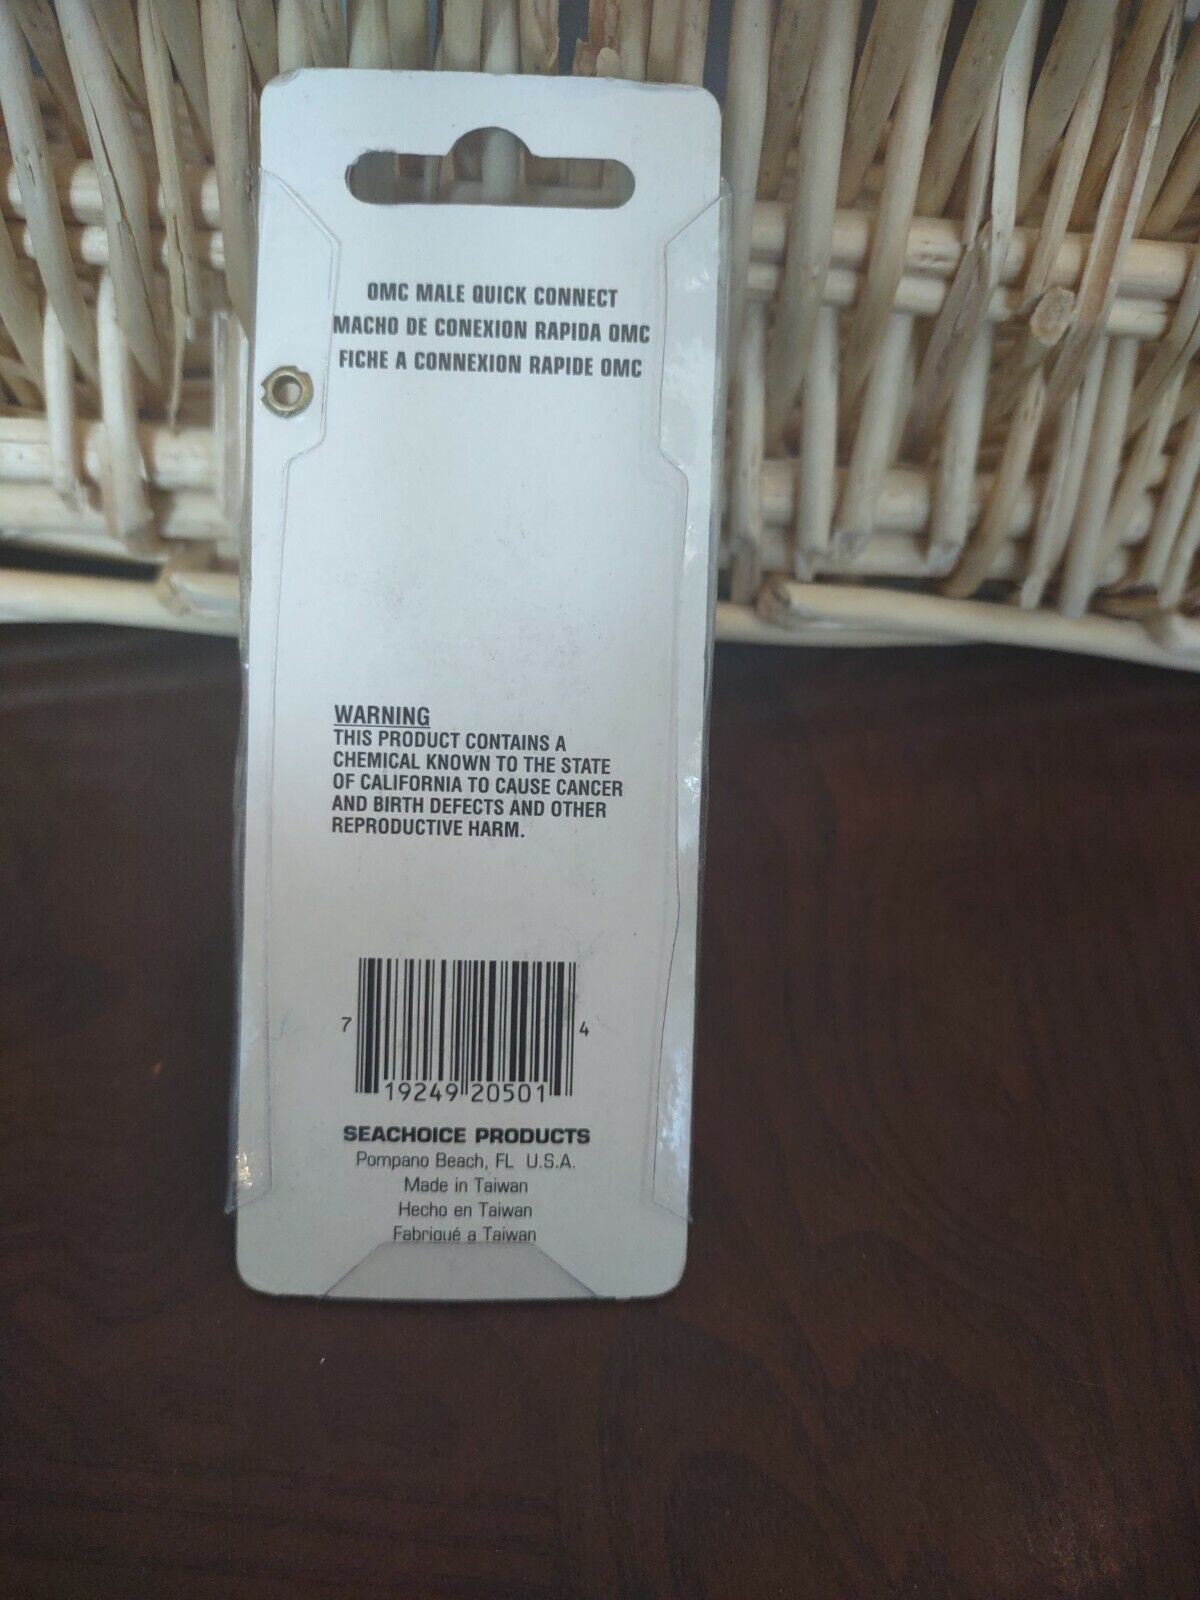 OMC MALE QUICK CONNECT
MACHO DE CONEXION RAPIDA OMC
FICHE A CONNEXION RAPIDE OMC
WARNING
THIS PRODUCT CONTAINS A
CHEMICAL KNOWN TO THE STATE
OF CALIFORNIA TO CAUSE CANCER
AND BIRTH DEFECTS AND OTHER
REPRODUCTIVE HARM.
7 19249 20501 4
SEACHOICE PRODUCTS
Pompano Beach, FL U.S.A.
Made in Taiwan
Hecho en Taiwan
Fabriqué a Taiwan